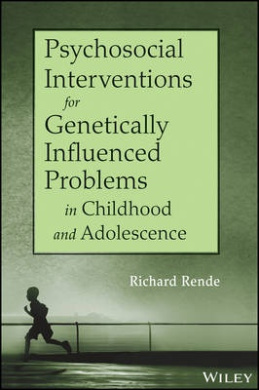 Psychosocial
Interventions
for
Genetically
Influenced
Problems
in Childhood
and Adolescence
Richard Rende
WILEY